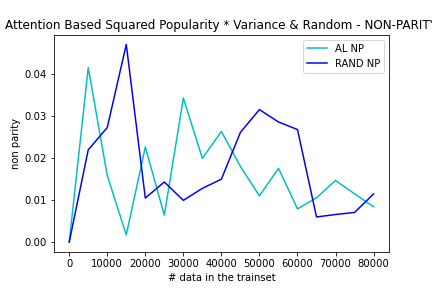 Attention Based Squared Popularity * Variance & Random - NON-PARITY
AL NP
RAND NP
0.04
0.03
0.02
0.01
0.00
non parity
0 10000 20000 30000 40000 50000 60000 70000 80000
# data in the trainset